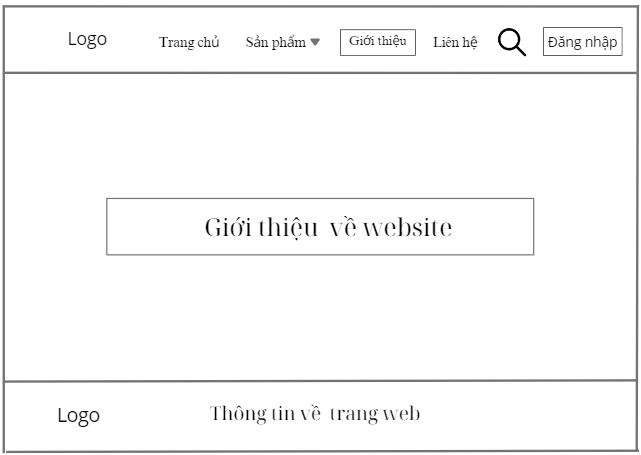 Logo Trang chủ Sản phẩm Giới thiệu Liên hệ Đăng nhập
Giới thiệu về website
Logo Thông tin về trang web